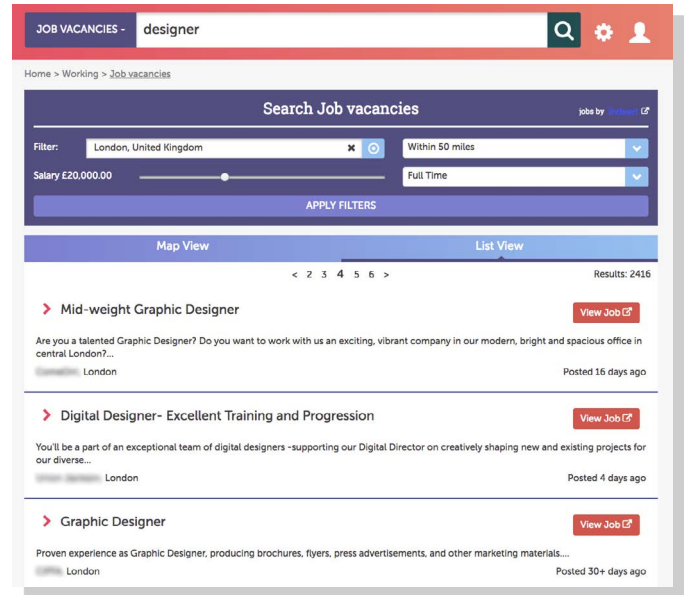 JOB VACANCIES -
designer
Home > Working > Job vacancies
Search Job vacancies
jobs by
Filter:
London, United Kingdom
Within 50 miles
Salary £20,000.00
Full Time
APPLY FILTERS
Map View
List View
< 2 3 4 5 6 >
Results: 2416
Mid-weight Graphic Designer
View Job
Are you a talented Graphic Designer? Do you want to work with us an exciting, vibrant company in our modern, bright and spacious office in
central London?...
London
Posted 16 days ago
Digital Designer- Excellent Training and Progression
View Job
You'll be a part of an exceptional team of digital designers -supporting our Digital Director on creatively shaping new and existing projects for
our diverse...
London
Posted 4 days ago
Graphic Designer
View Job
Proven experience as Graphic Designer, producing brochures, flyers, press advertisements, and other marketing materials....
London
Posted 30+ days ago